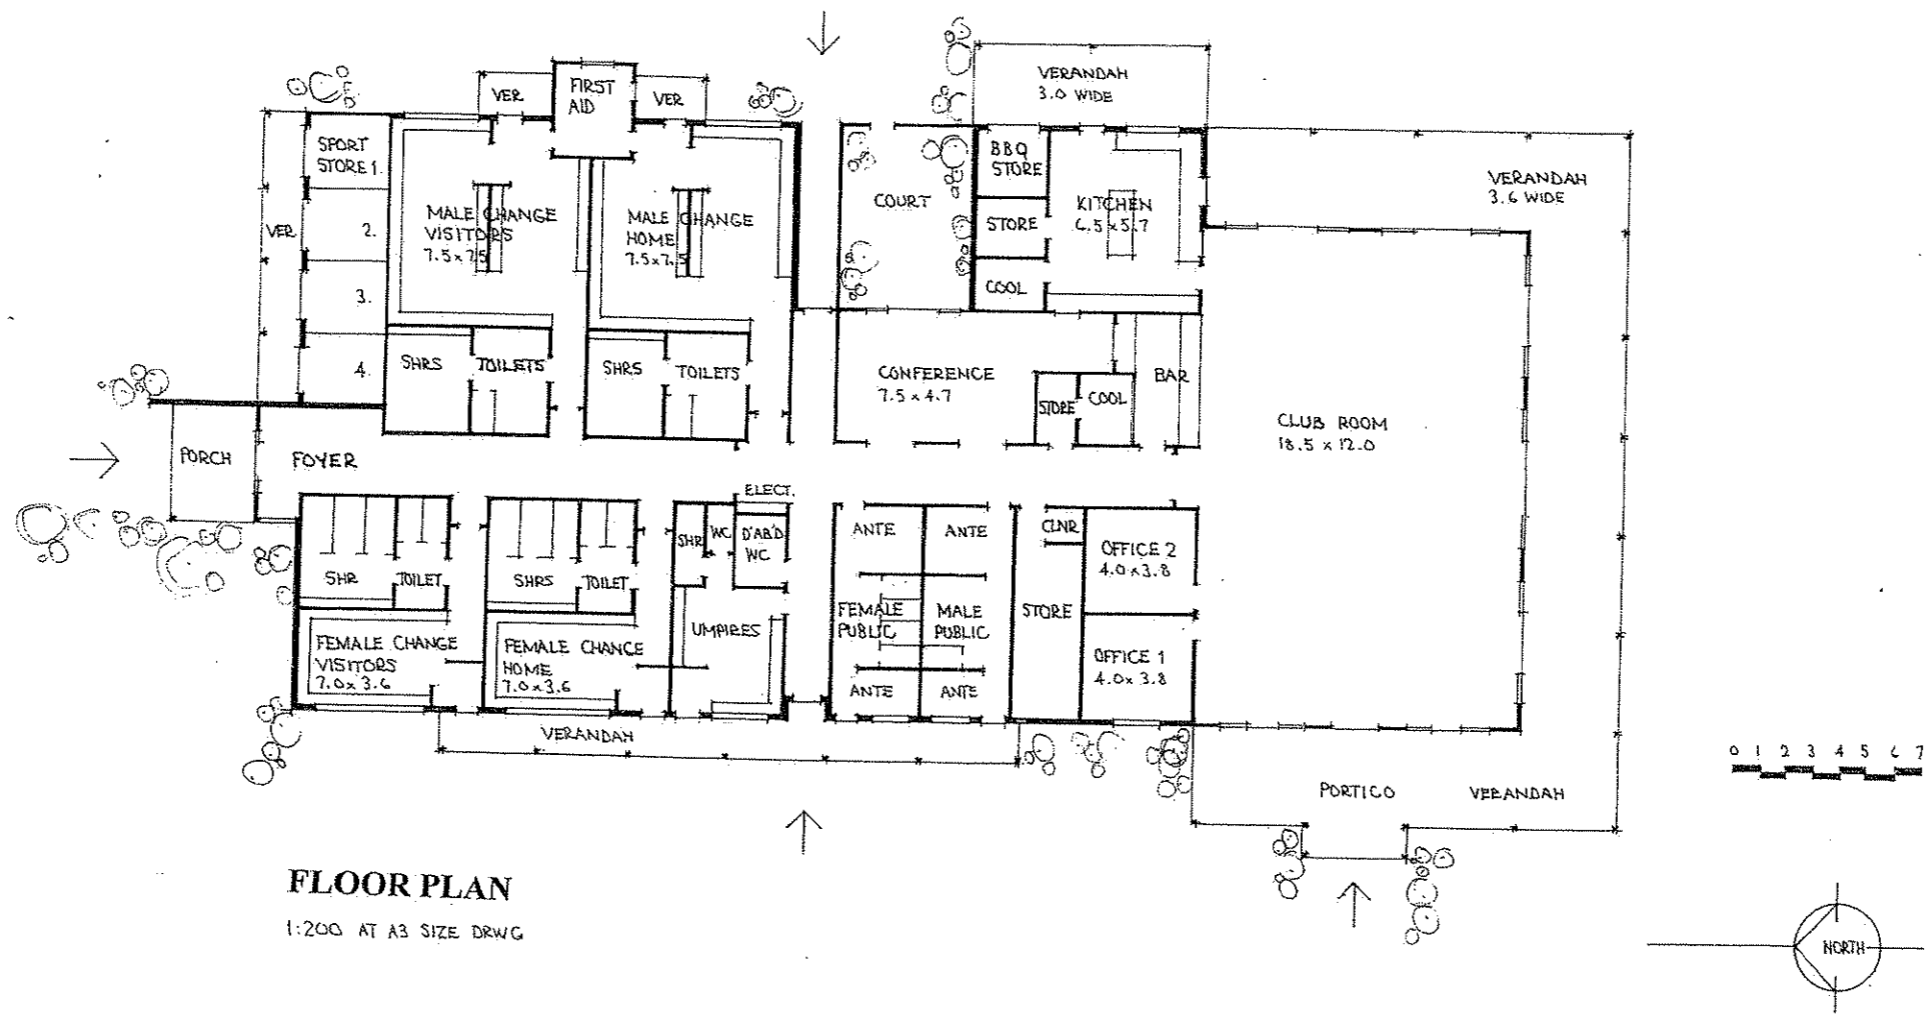 VERANDAH
3.0 WIDE
FIRST
AID
VER
VER
SPORT
STORE 1.
2.
3.
4.
VER
MALE CHANGE
VISITORS
7.5 x 7.5
MALE CHANGE
HOME
7.5 x 7.5
COURT
BBQ
STORE
STORE
COOL
KITCHEN
6.5 x 5.7
VERANDAH
3.6 WIDE
SHRS
TOILETS
SHRS
TOILETS
CONFERENCE
7.5 x 4.7
STORE
COOL
BAR
CLUB ROOM
18.5 x 12.0
PORCH
FOYER
ELECT.
SHR
TOILET
SHRS
TOILET
SHR
WC
D'AB'D
WC
ANTE
ANTE
CLNR
OFFICE 2
4.0 x 3.8
FEMALE CHANGE
VISITORS
7.0 x 3.6
FEMALE CHANGE
HOME
7.0 x 3.6
UMPIRES
FEMALE
PUBLIC
MALE
PUBLIC
STORE
OFFICE 1
4.0 x 3.8
ANTE
ANTE
VERANDAH
PORTICO
VERANDAH
0 1 2 3 4 5 6 7
FLOOR PLAN
1:200 AT A3 SIZE DRWG
NORTH